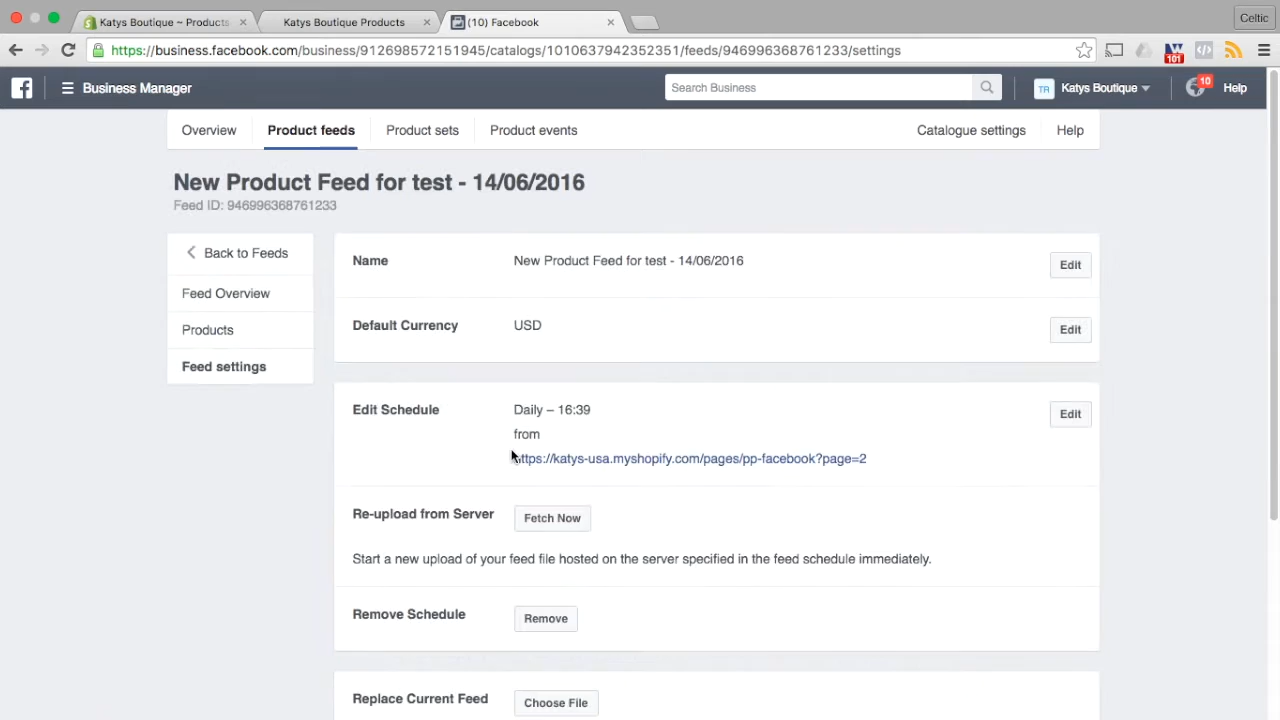 Katys Boutique ~ Products
Katys Boutique Products
(10) Facebook
Celtic
https://business.facebook.com/business/912698572151945/catalogs/1010637942352351/feeds/946996368761233/settings
101
Business Manager
Search Business
TR
Katys Boutique
10
Help
Overview
Product feeds
Product sets
Product events
Catalogue settings
Help
New Product Feed for test - 14/06/2016
Feed ID: 946996368761233
Back to Feeds
Feed Overview
Products
Feed settings
Name
New Product Feed for test - 14/06/2016
Edit
Default Currency
USD
Edit
Edit Schedule
Daily – 16:39
from
https://katys-usa.myshopify.com/pages/pp-facebook?page=2
Edit
Re-upload from Server
Fetch Now
Start a new upload of your feed file hosted on the server specified in the feed schedule immediately.
Remove Schedule
Remove
Replace Current Feed
Choose File